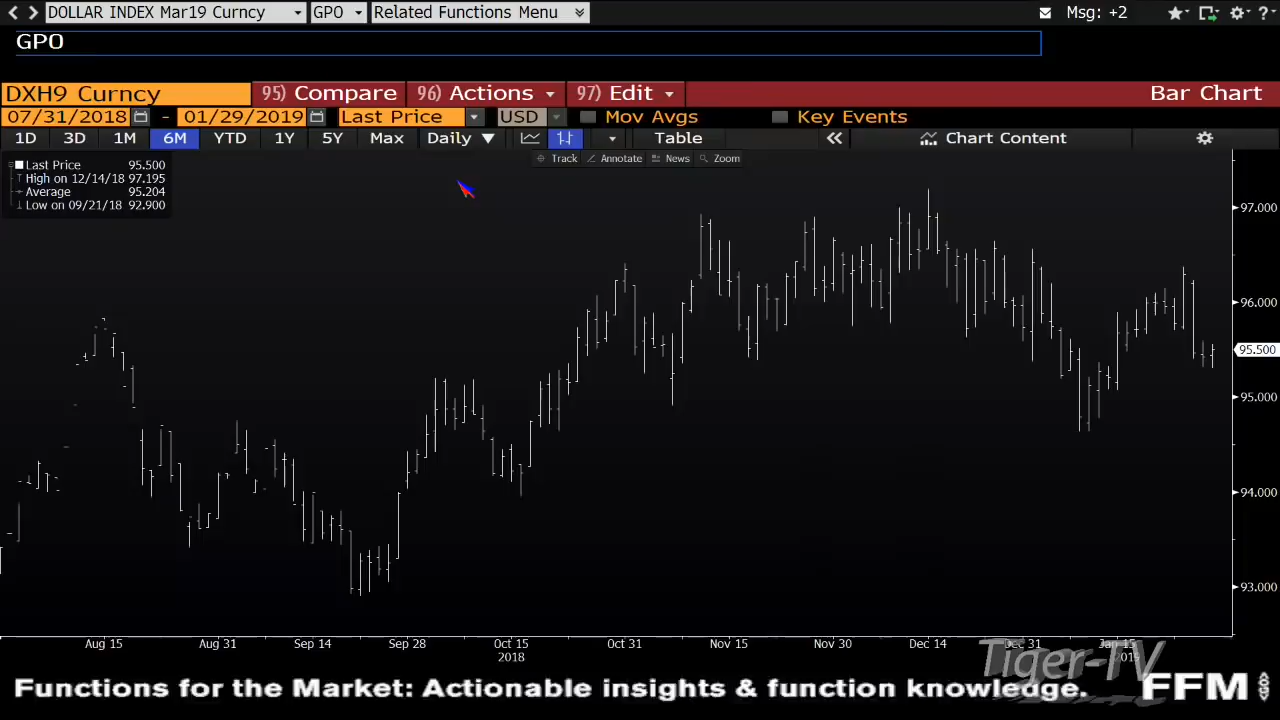 DOLLAR INDEX Mar19 Curncy GPO Related Functions Menu Msg: +2 ?
GPO
DXH9 Curncy 95) Compare 96) Actions 97) Edit Bar Chart
07/31/2018 - 01/29/2019 Last Price USD Mov Avgs Key Events
1D 3D 1M 6M YTD 1Y 5Y Max Daily Table Chart Content
Track Annotate News Zoom
Last Price 95.500
High on 12/14/18 97.195
Average 95.204
Low on 09/21/18 92.900
97.000
96.000
95.500
95.000
94.000
93.000
Aug 15 Aug 31 Sep 14 Sep 28 Oct 15 Oct 31 Nov 15 Nov 30 Dec 14 Dec 31 Jan 15
2018 2019
Tiger-TV
Functions for the Market: Actionable insights & function knowledge. FFM